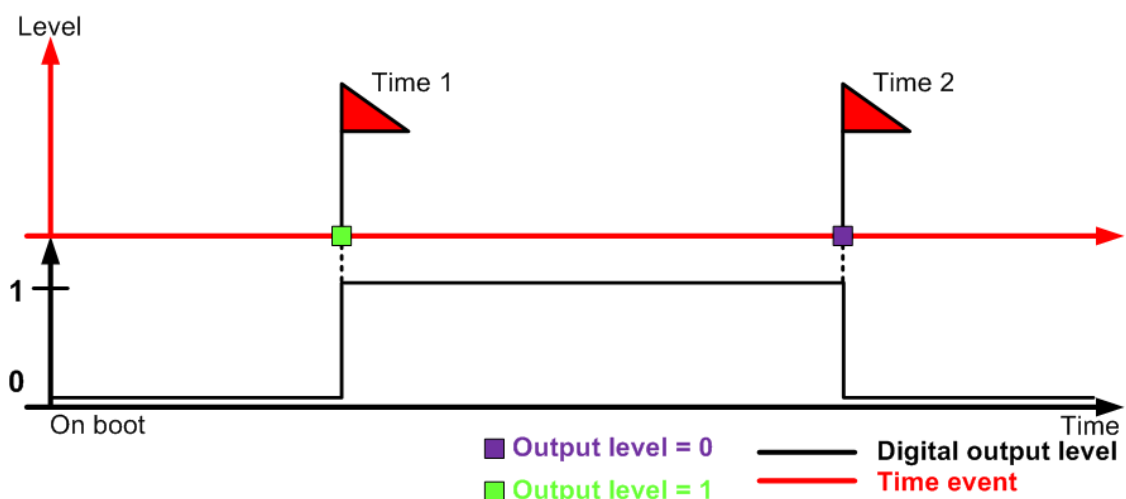 Level
Time 1
Time 2
1
0
On boot
Time
Output level = 0
Digital output level
Output level = 1
Time event